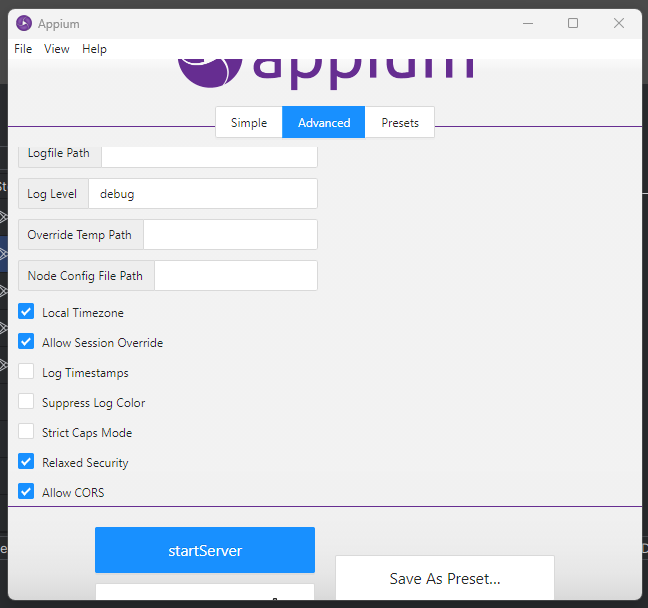 Appium
File View Help
appium
Simple Advanced Presets
Logfile Path
Log Level debug
Override Temp Path
Node Config File Path
Local Timezone
Allow Session Override
Log Timestamps
Suppress Log Color
Strict Caps Mode
Relaxed Security
Allow CORS
startServer
Save As Preset...